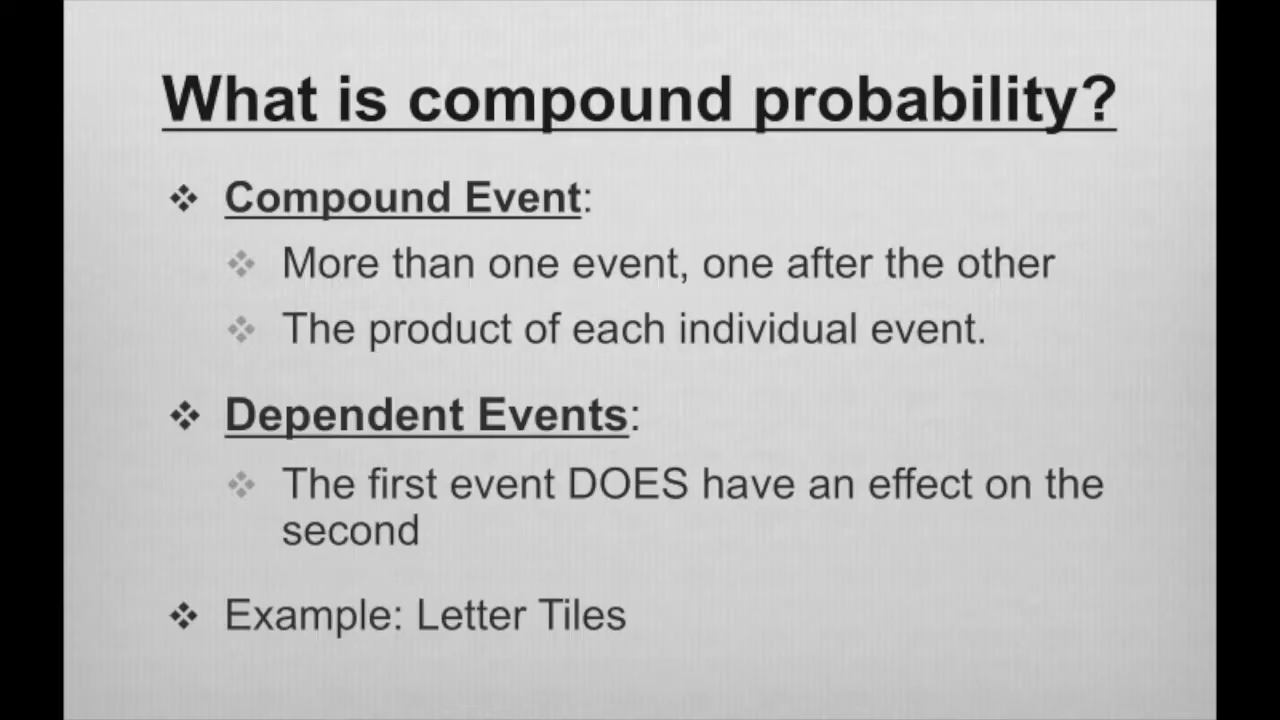 What is compound probability?
Compound Event:
More than one event, one after the other
The product of each individual event.
Dependent Events:
The first event DOES have an effect on the
second
Example: Letter Tiles